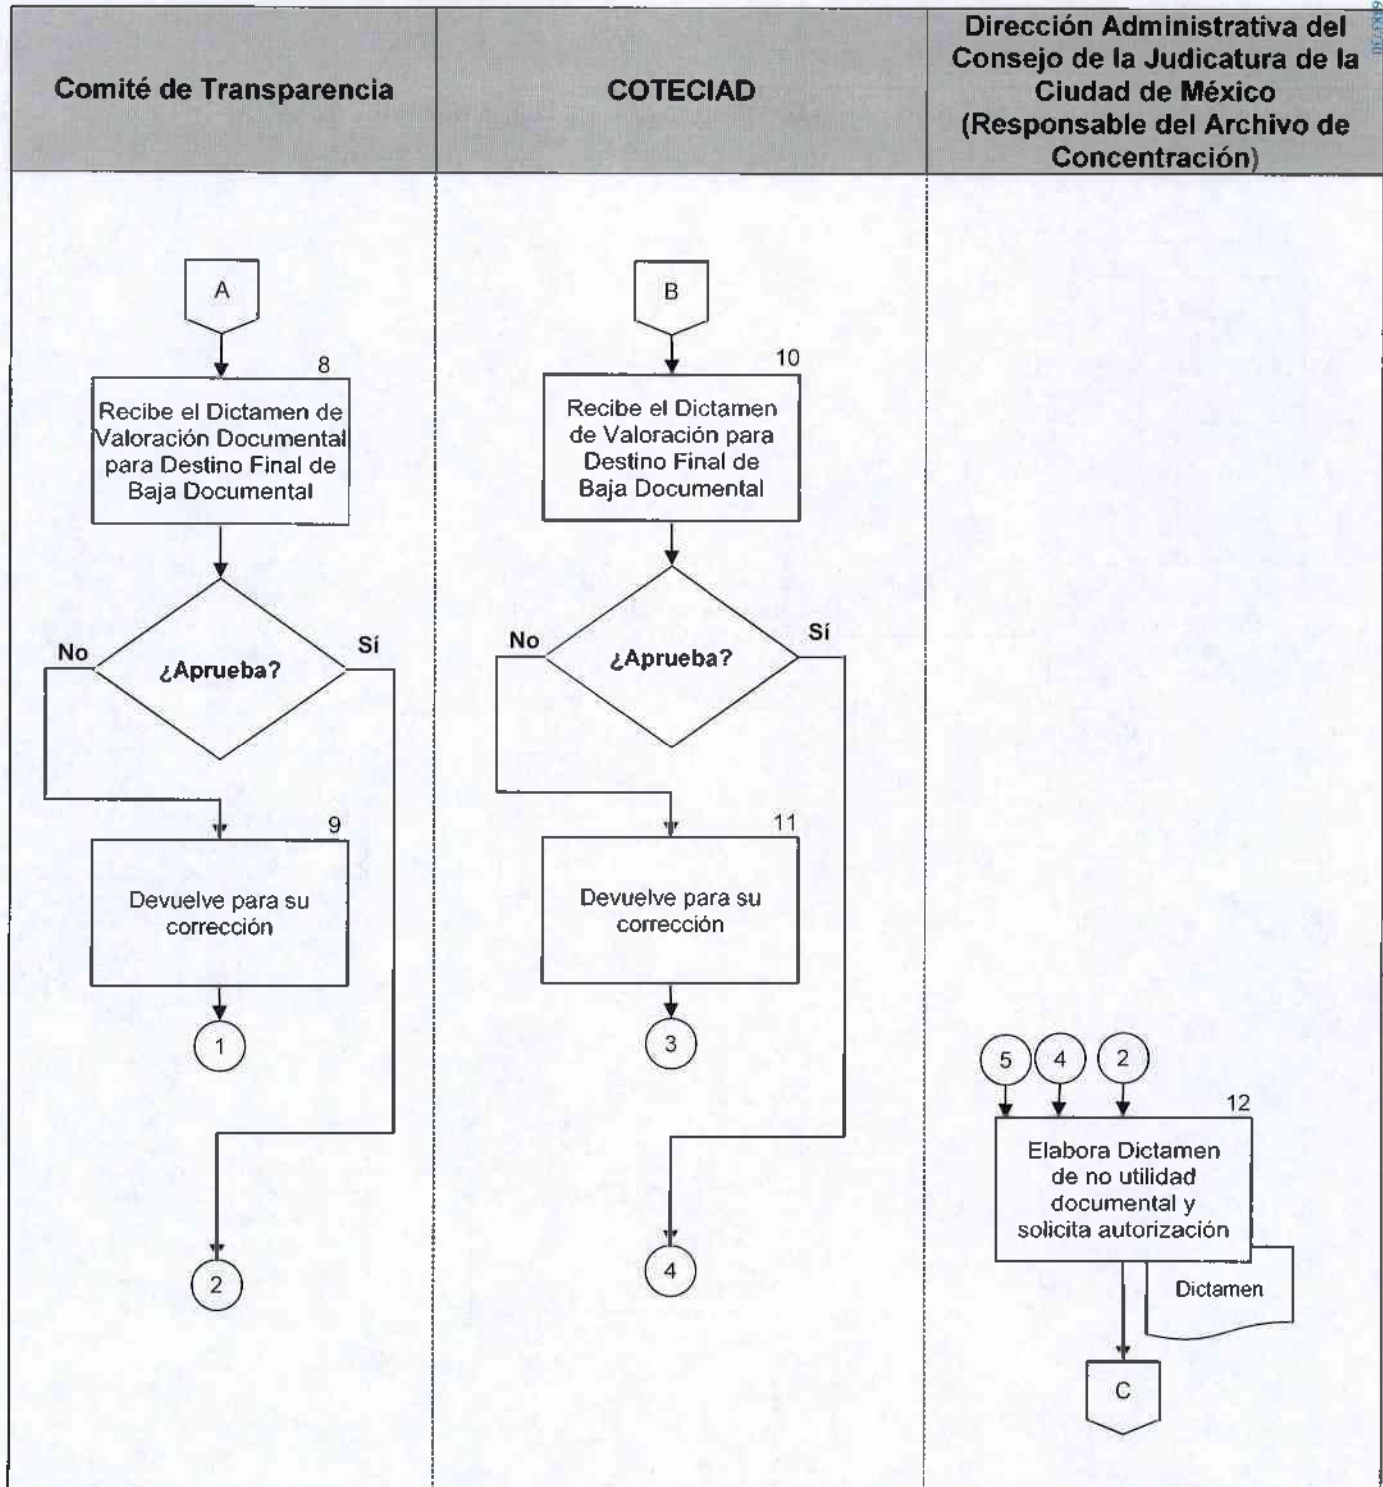 Comité de Transparencia
COTECIAD
Dirección Administrativa del
Consejo de la Judicatura de la
Ciudad de México
(Responsable del Archivo de
Concentración)
A
8
Recibe el Dictamen de
Valoración Documental
para Destino Final de
Baja Documental
¿Aprueba?
No
Sí
9
Devuelve para su
corrección
1
2
B
10
Recibe el Dictamen
de Valoración para
Destino Final de
Baja Documental
¿Aprueba?
No
Sí
11
Devuelve para su
corrección
3
4
5
4
2
12
Elabora Dictamen
de no utilidad
documental y
solicita autorización
Dictamen
C